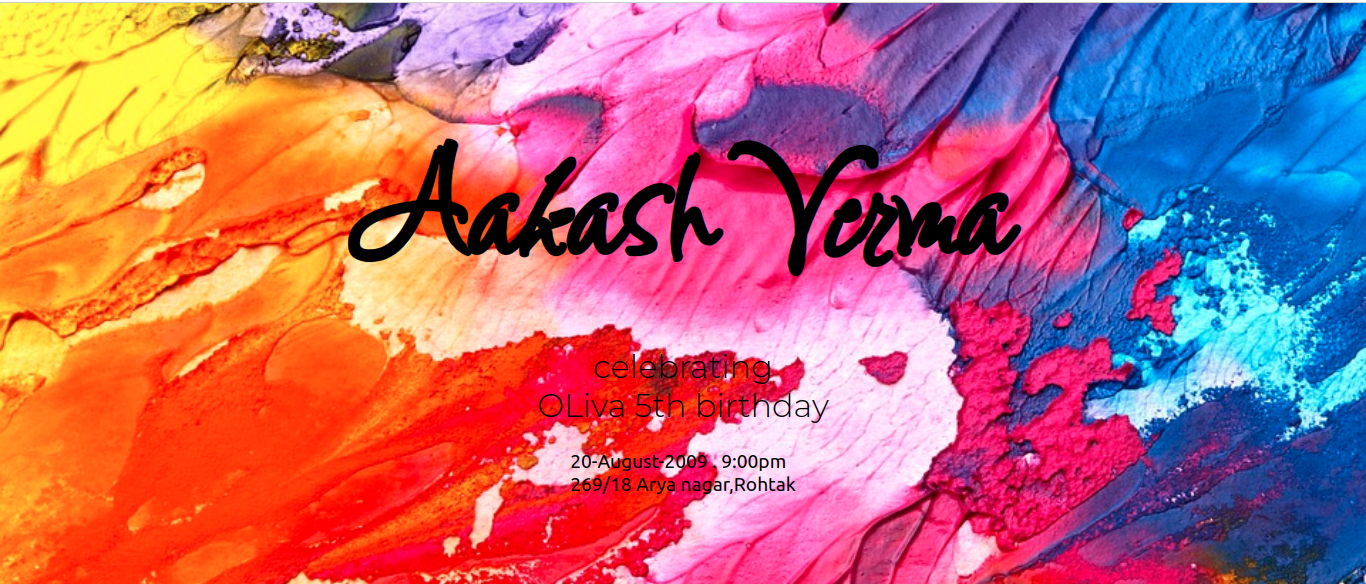 Aakash Verma
celebrating
OLiva 5th birthday
20-August-2009 . 9:00pm
269/18 Arya nagar,Rohtak